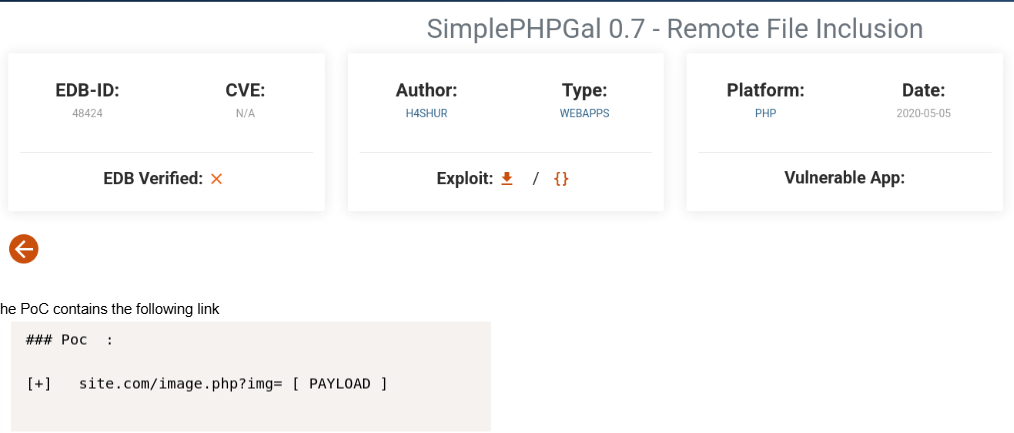 SimplePHPGal 0.7 - Remote File Inclusion
EDB-ID:
48424
CVE:
N/A
EDB Verified:
Author:
H4SHUR
Type:
WEBAPPS
Exploit: / {}
Platform:
PHP
Date:
2020-05-05
Vulnerable App:
he PoC contains the following link
### Poc  :
[+]   site.com/image.php?img= [ PAYLOAD ]